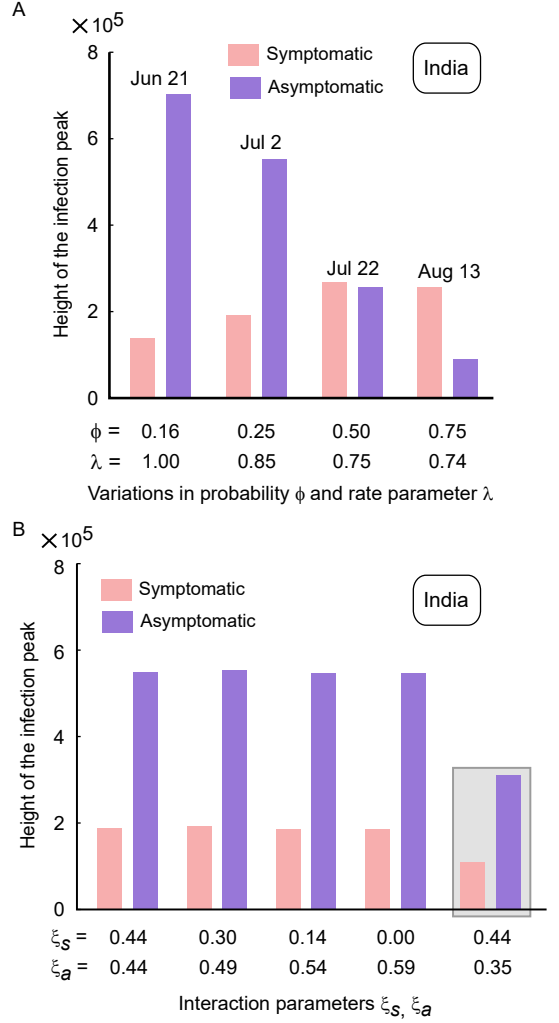 A
×10⁵
8
Symptomatic
India
Jun 21
Asymptomatic
6
Jul 2
Height of the infection peak
4
Jul 22
Aug 13
2
0
ϕ = 0.16 0.25 0.50 0.75
λ = 1.00 0.85 0.75 0.74
Variations in probability ϕ and rate parameter λ
B
×10⁵
8
Symptomatic
India
Asymptomatic
6
Height of the infection peak
4
2
0
ξs = 0.44 0.30 0.14 0.00 0.44
ξa = 0.44 0.49 0.54 0.59 0.35
Interaction parameters ξs, ξa